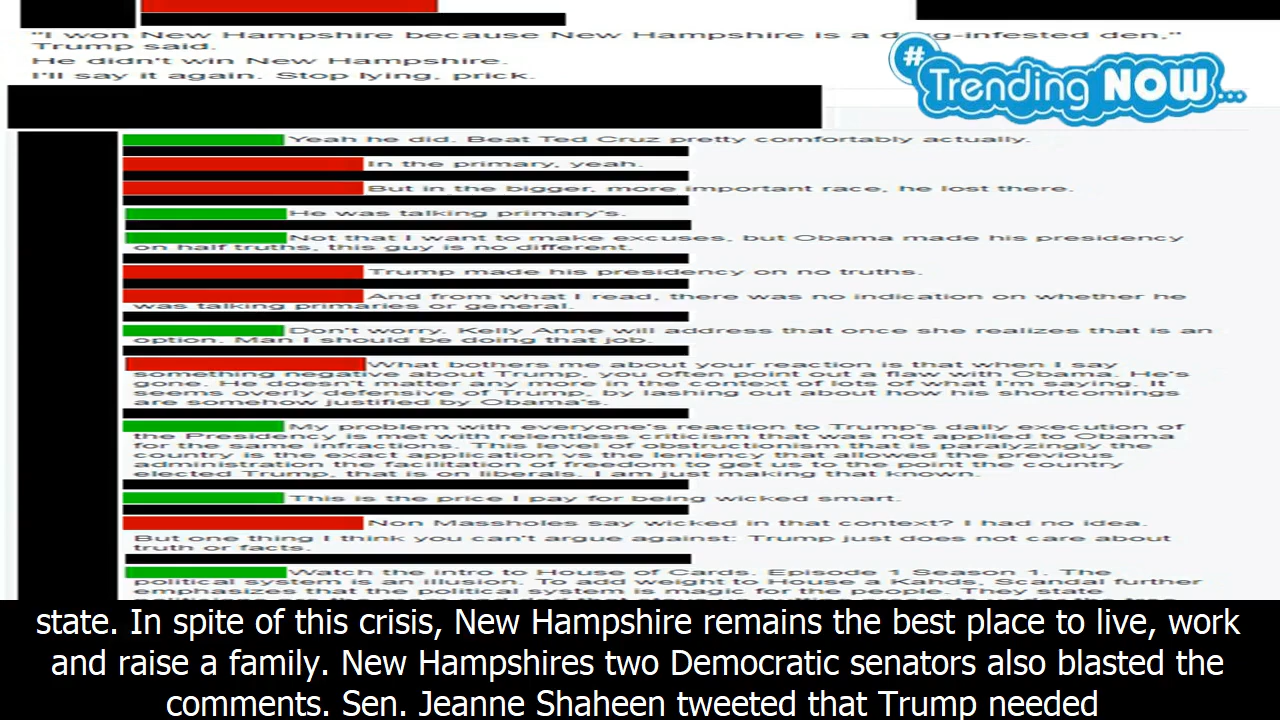 "I won New Hampshire because New Hampshire is a d g-infested den,"
Trump said.
He didn't win New Hampshire.
I'll say it again. Stop lying, prick.
# Trending NOW...
Yeah he did. Beat Ted Cruz pretty comfortably actually.
In the primary, yeah.
But in the bigger, more important race, he lost there.
He was talking primary's.
Not that I want to make excuses, but Obama made his presidency
on half truths, this guy is no different.
Trump made his presidency on no truths.
And from what I read, there was no indication on whether he
was talking primaries or general.
Don't worry. Kelly Anne will address that once she realizes that is an
option. Man I should be doing that job.
What bothers me about your reaction is that when I say
something negative about Trump, you often point out a flaw with Obama. He's
gone. He doesn't matter any more in the context of lots of what I'm saying. It
seems overly defensive of Trump, by lashing out about how his shortcomings
are somehow justified by Obama's.
My problem with everyone's reaction to Trump's daily execution of
the Presidency is met with relentless criticism that was not applied to Obama
for the same infractions. This level of obstructionism that is paralyzingly the
country is the exact application vs the leniency that allowed the previous
administration the facilitation of freedom to get us to the point the country
elected Trump, that is on liberals. I am just making that known.
This is the price I pay for being wicked smart.
Non Massholes say wicked in that context? I had no idea.
But one thing I think you can't argue against: Trump just does not care about
truth or facts.
Watch the intro to House of Cards. Episode 1 Season 1. The
political system is an illusion. To add weight to House a Kahds, Scandal further
emphasizes that the political system is magic for the people. They state
state. In spite of this crisis, New Hampshire remains the best place to live, work
and raise a family. New Hampshires two Democratic senators also blasted the
comments. Sen. Jeanne Shaheen tweeted that Trump needed